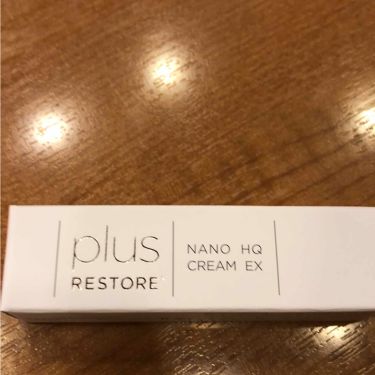 plus
RESTORE
NANO HQ
CREAM EX